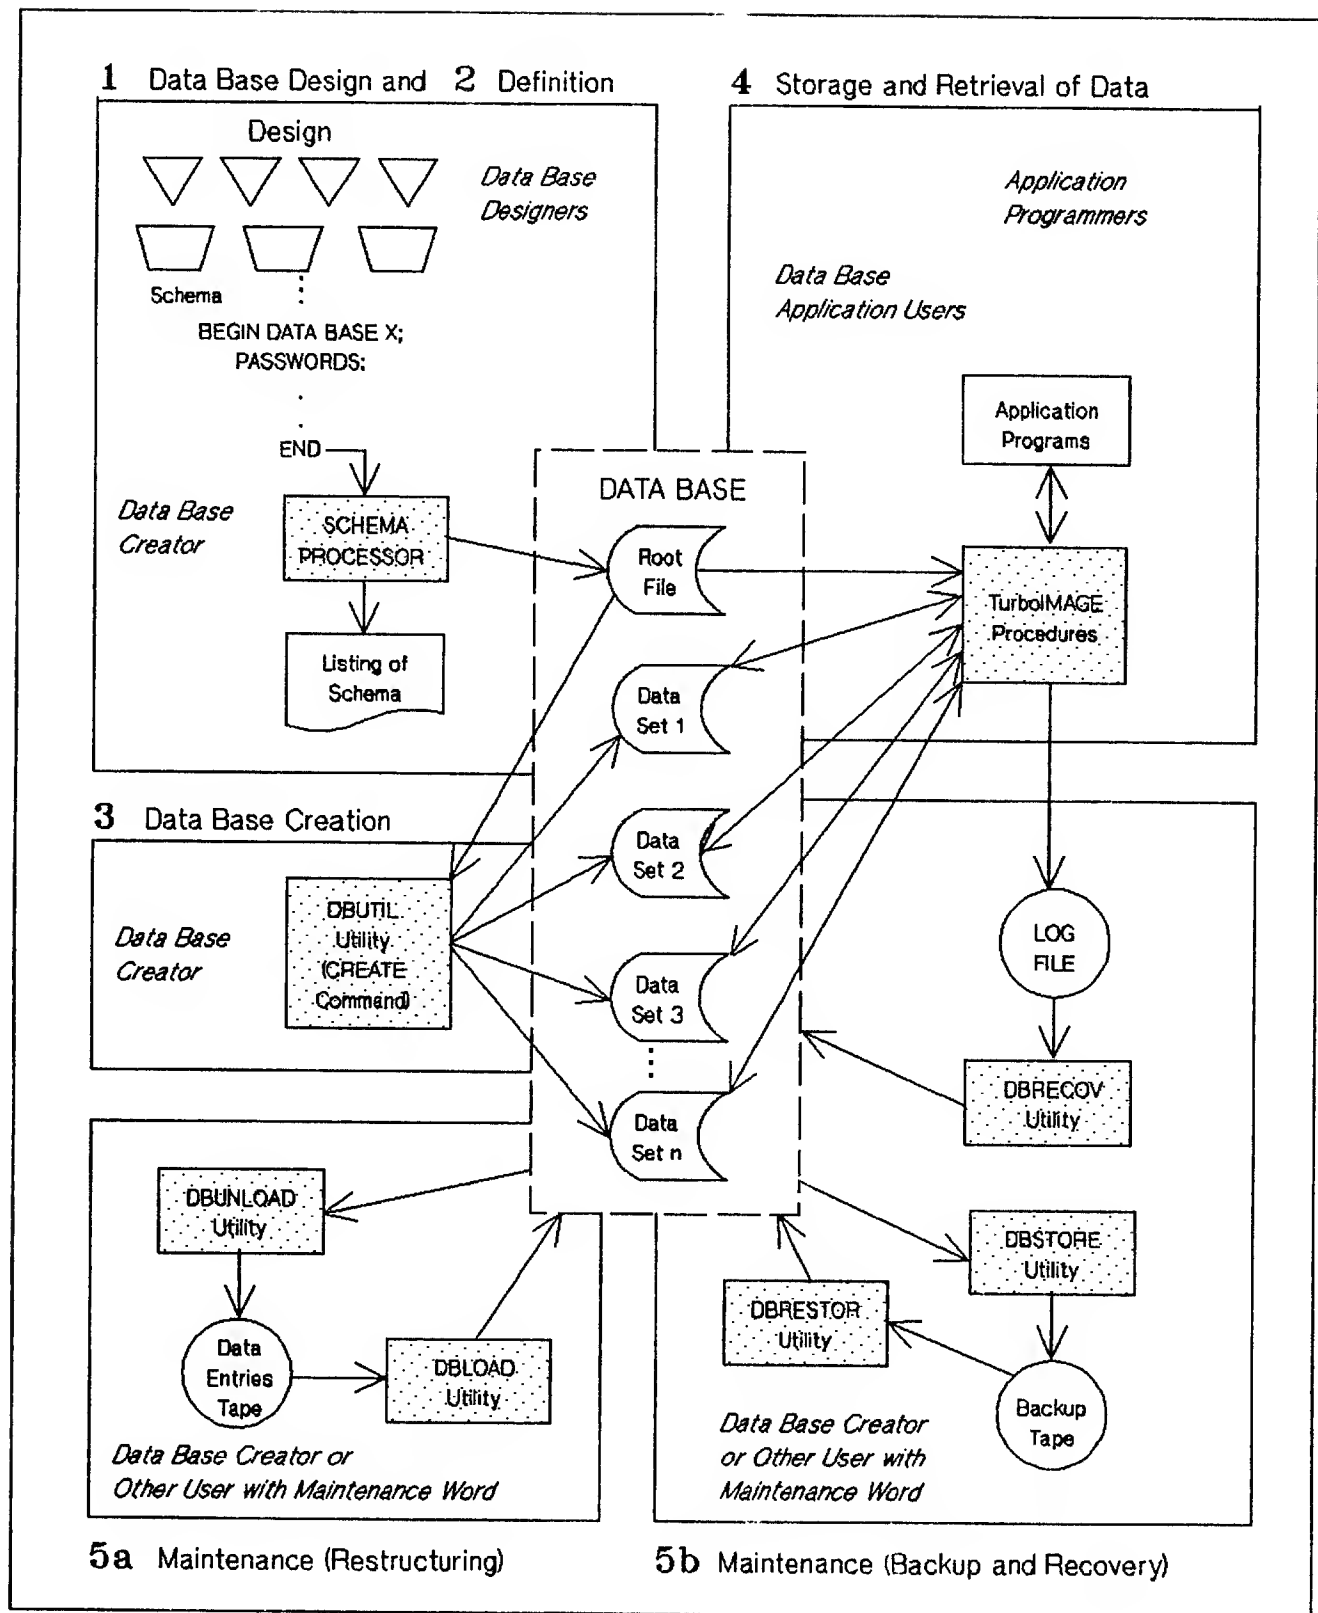 1 Data Base Design and 2 Definition
Design
Data Base
Designers
Schema
BEGIN DATA BASE X;
PASSWORDS:
END
Data Base
Creator
SCHEMA
PROCESSOR
Listing of
Schema
4 Storage and Retrieval of Data
Application
Programmers
Data Base
Application Users
Application
Programs
TurboIMAGE
Procedures
DATA BASE
Root
File
Data
Set 1
Data
Set 2
Data
Set 3
Data
Set n
3 Data Base Creation
Data Base
Creator
DBUTIL
Utility
(CREATE
Command)
LOG
FILE
DBRECOV
Utility
DBUNLOAD
Utility
Data
Entries
Tape
DBLOAD
Utility
Data Base Creator or
Other User with Maintenance Word
5a Maintenance (Restructuring)
DBSTORE
Utility
DBRESTOR
Utility
Backup
Tape
Data Base Creator
or Other User with
Maintenance Word
5b Maintenance (Backup and Recovery)